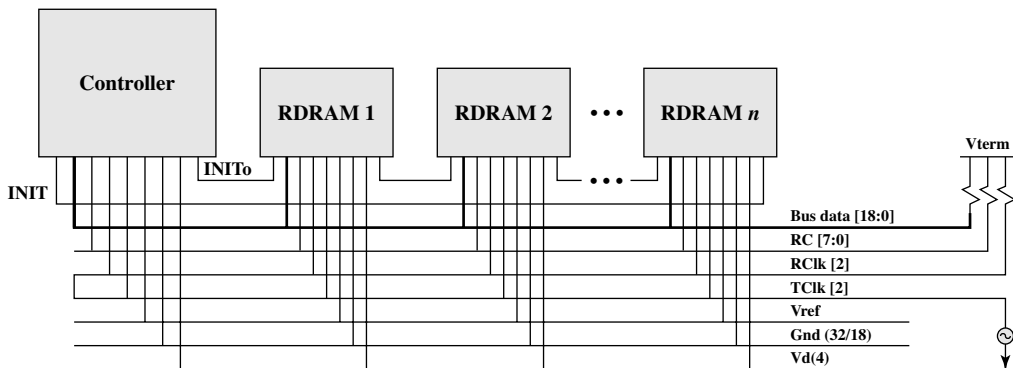 Controller
RDRAM 1
RDRAM 2
•••
RDRAM n
Vterm
INITo
•••
INIT
Bus data [18:0]
RC [7:0]
RClk [2]
TClk [2]
Vref
Gnd (32/18)
Vd(4)